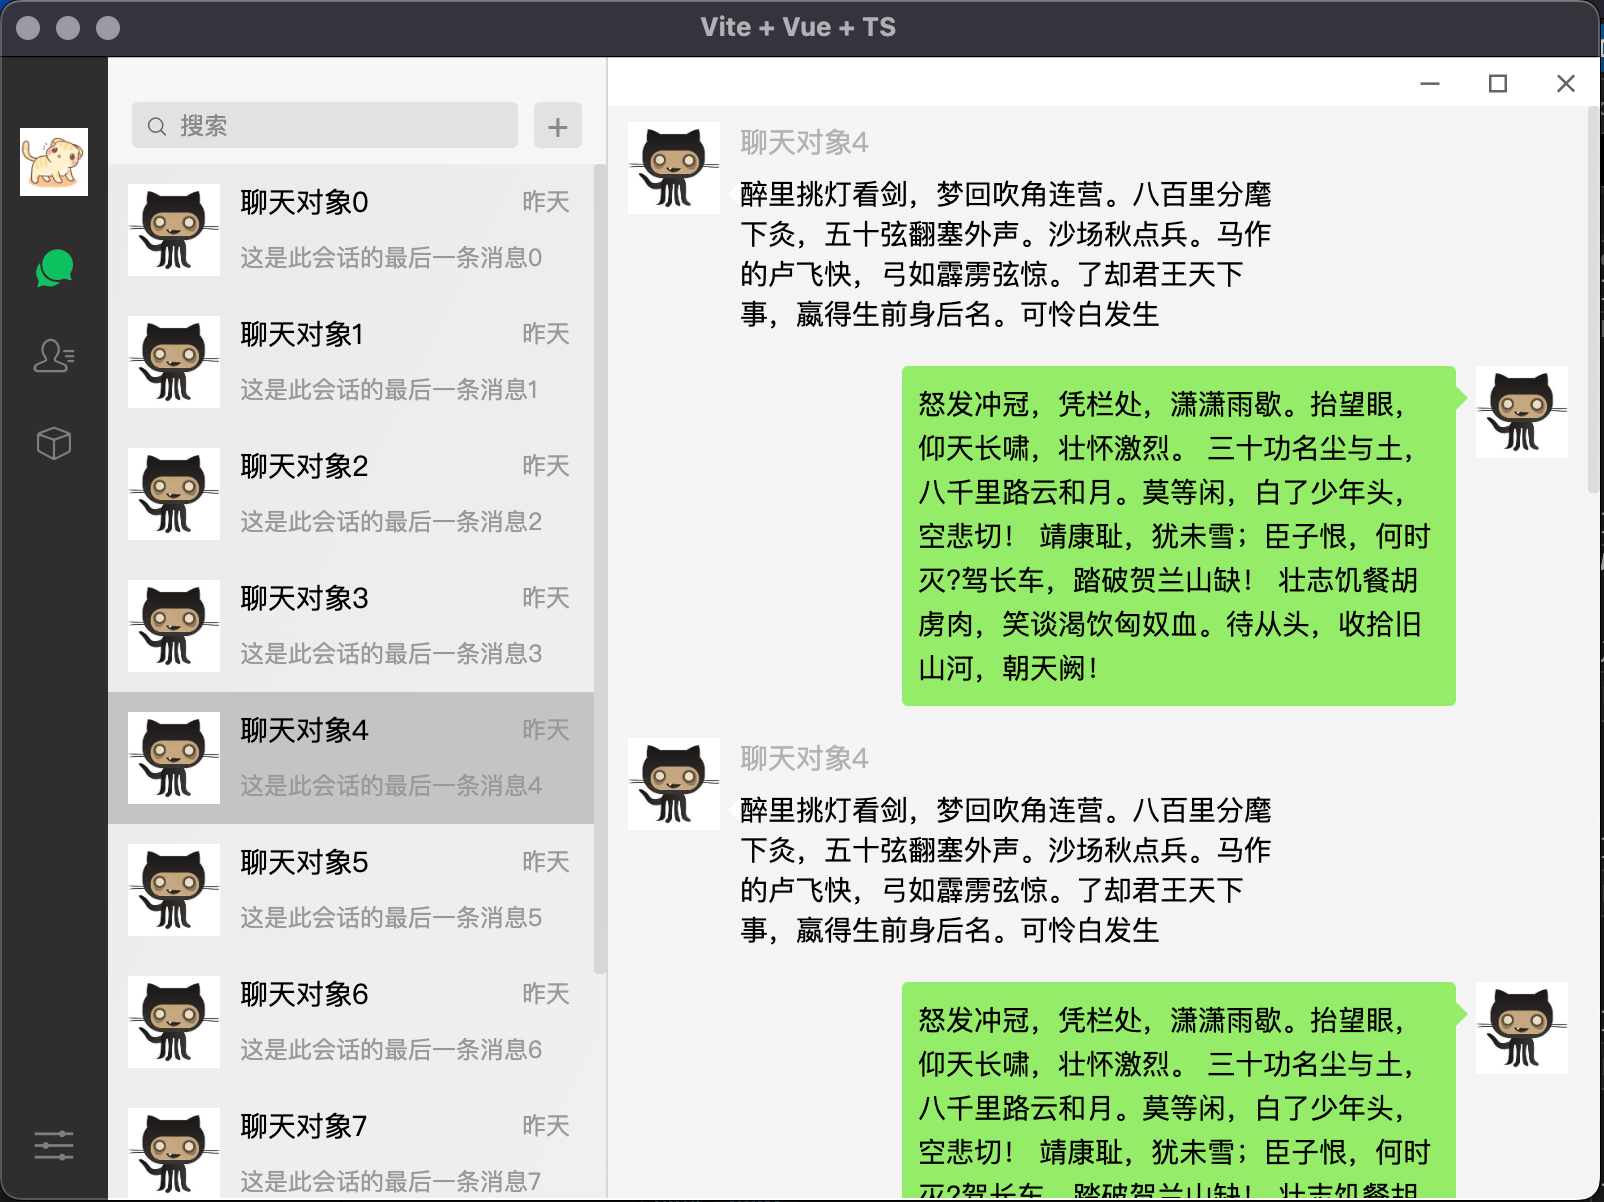 Vite + Vue + TS
搜索
聊天对象0
昨天
这是此会话的最后一条消息0
聊天对象1
昨天
这是此会话的最后一条消息1
聊天对象2
昨天
这是此会话的最后一条消息2
聊天对象3
昨天
这是此会话的最后一条消息3
聊天对象4
昨天
这是此会话的最后一条消息4
聊天对象5
昨天
这是此会话的最后一条消息5
聊天对象6
昨天
这是此会话的最后一条消息6
聊天对象7
昨天
这是此会话的最后一条消息7
聊天对象4
醉里挑灯看剑，梦回吹角连营。八百里分麾
下灸，五十弦翻塞外声。沙场秋点兵。马作
的卢飞快，弓如霹雳弦惊。了却君王天下
事，嬴得生前身后名。可怜白发生
怒发冲冠，凭栏处，潇潇雨歇。抬望眼，
仰天长啸，壮怀激烈。 三十功名尘与土，
八千里路云和月。莫等闲，白了少年头，
空悲切！ 靖康耻，犹未雪；臣子恨，何时
灭?驾长车，踏破贺兰山缺！ 壮志饥餐胡
虏肉，笑谈渴饮匈奴血。待从头，收拾旧
山河，朝天阙！
聊天对象4
醉里挑灯看剑，梦回吹角连营。八百里分麾
下灸，五十弦翻塞外声。沙场秋点兵。马作
的卢飞快，弓如霹雳弦惊。了却君王天下
事，嬴得生前身后名。可怜白发生
怒发冲冠，凭栏处，潇潇雨歇。抬望眼，
仰天长啸，壮怀激烈。 三十功名尘与土，
八千里路云和月。莫等闲，白了少年头，
空悲切！ 靖康耻，犹未雪；臣子恨，何时
灭?驾长车，踏破贺兰山缺！ 壮志饥餐胡